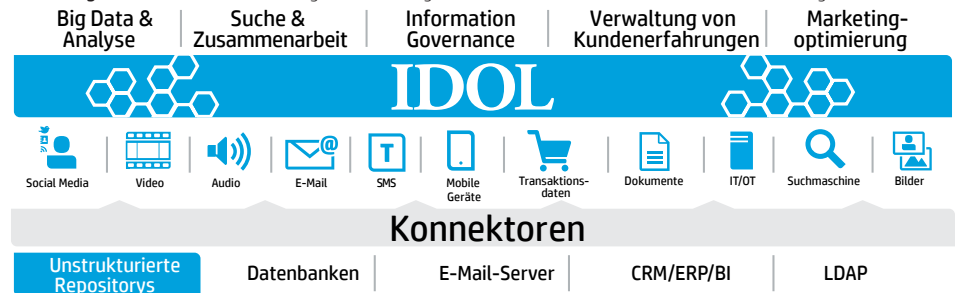 Big Data & Analyse
Suche & Zusammenarbeit
Information Governance
Verwaltung von Kundenerfahrungen
Marketing-optimierung
IDOL
@
T
Social Media
Video
Audio
E-Mail
SMS
Mobile Geräte
Transaktions-daten
Dokumente
IT/OT
Suchmaschine
Bilder
Konnektoren
Unstrukturierte Repositorys
Datenbanken
E-Mail-Server
CRM/ERP/BI
LDAP